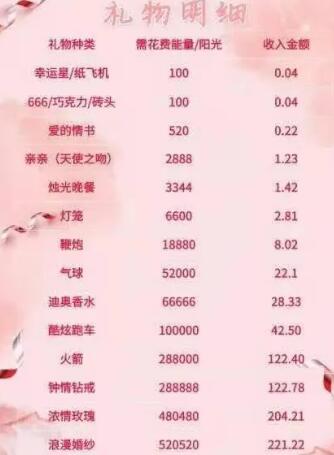 礼物明细
礼物种类 需花费能量/阳光 收入金额
幸运星/纸飞机 100 0.04
666/巧克力/砖头 100 0.04
爱的情书 520 0.22
亲亲（天使之吻） 2888 1.23
烛光晚餐 3344 1.42
灯笼 6600 2.81
鞭炮 18880 8.02
气球 52000 22.1
迪奥香水 66666 28.33
酷炫跑车 100000 42.50
火箭 288000 122.40
钟情钻戒 288888 122.78
浓情玫瑰 480480 204.21
浪漫婚纱 520520 221.22